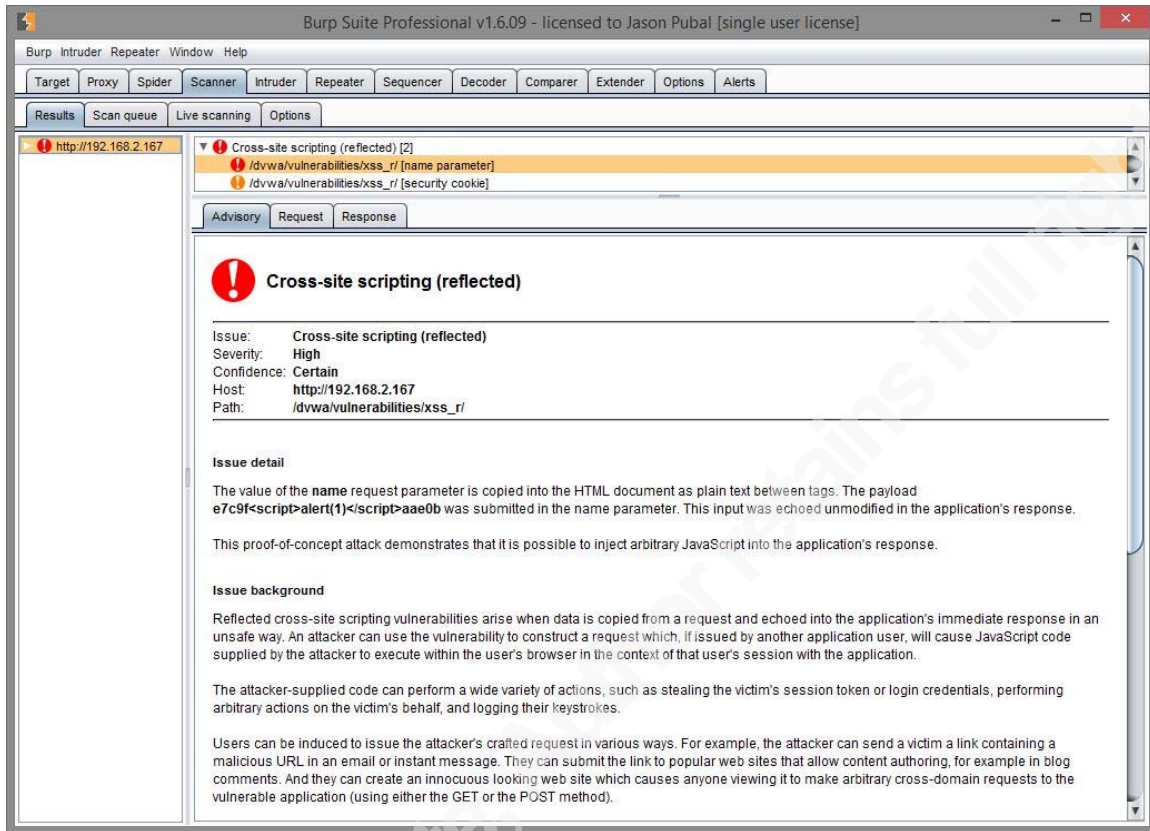 Burp Suite Professional v1.6.09 - licensed to Jason Pubal [single user license]
Burp Intruder Repeater Window Help
Target Proxy Spider Scanner Intruder Repeater Sequencer Decoder Comparer Extender Options Alerts
Results Scan queue Live scanning Options
http://192.168.2.167
Cross-site scripting (reflected) [2]
/dvwa/vulnerabilities/xss_r/ [name parameter]
/dvwa/vulnerabilities/xss_r/ [security cookie]
Advisory Request Response
Cross-site scripting (reflected)
Issue: Cross-site scripting (reflected)
Severity: High
Confidence: Certain
Host: http://192.168.2.167
Path: /dvwa/vulnerabilities/xss_r/
Issue detail
The value of the name request parameter is copied into the HTML document as plain text between tags. The payload
e7c9f<script>alert(1)</script>aae0b was submitted in the name parameter. This input was echoed unmodified in the application's response.
This proof-of-concept attack demonstrates that it is possible to inject arbitrary JavaScript into the application's response.
Issue background
Reflected cross-site scripting vulnerabilities arise when data is copied from a request and echoed into the application's immediate response in an
unsafe way. An attacker can use the vulnerability to construct a request which, if issued by another application user, will cause JavaScript code
supplied by the attacker to execute within the user's browser in the context of that user's session with the application.
The attacker-supplied code can perform a wide variety of actions, such as stealing the victim's session token or login credentials, performing
arbitrary actions on the victim's behalf, and logging their keystrokes.
Users can be induced to issue the attacker's crafted request in various ways. For example, the attacker can send a victim a link containing a
malicious URL in an email or instant message. They can submit the link to popular web sites that allow content authoring, for example in blog
comments. And they can create an innocuous looking web site which causes anyone viewing it to make arbitrary cross-domain requests to the
vulnerable application (using either the GET or the POST method).
Author retains full